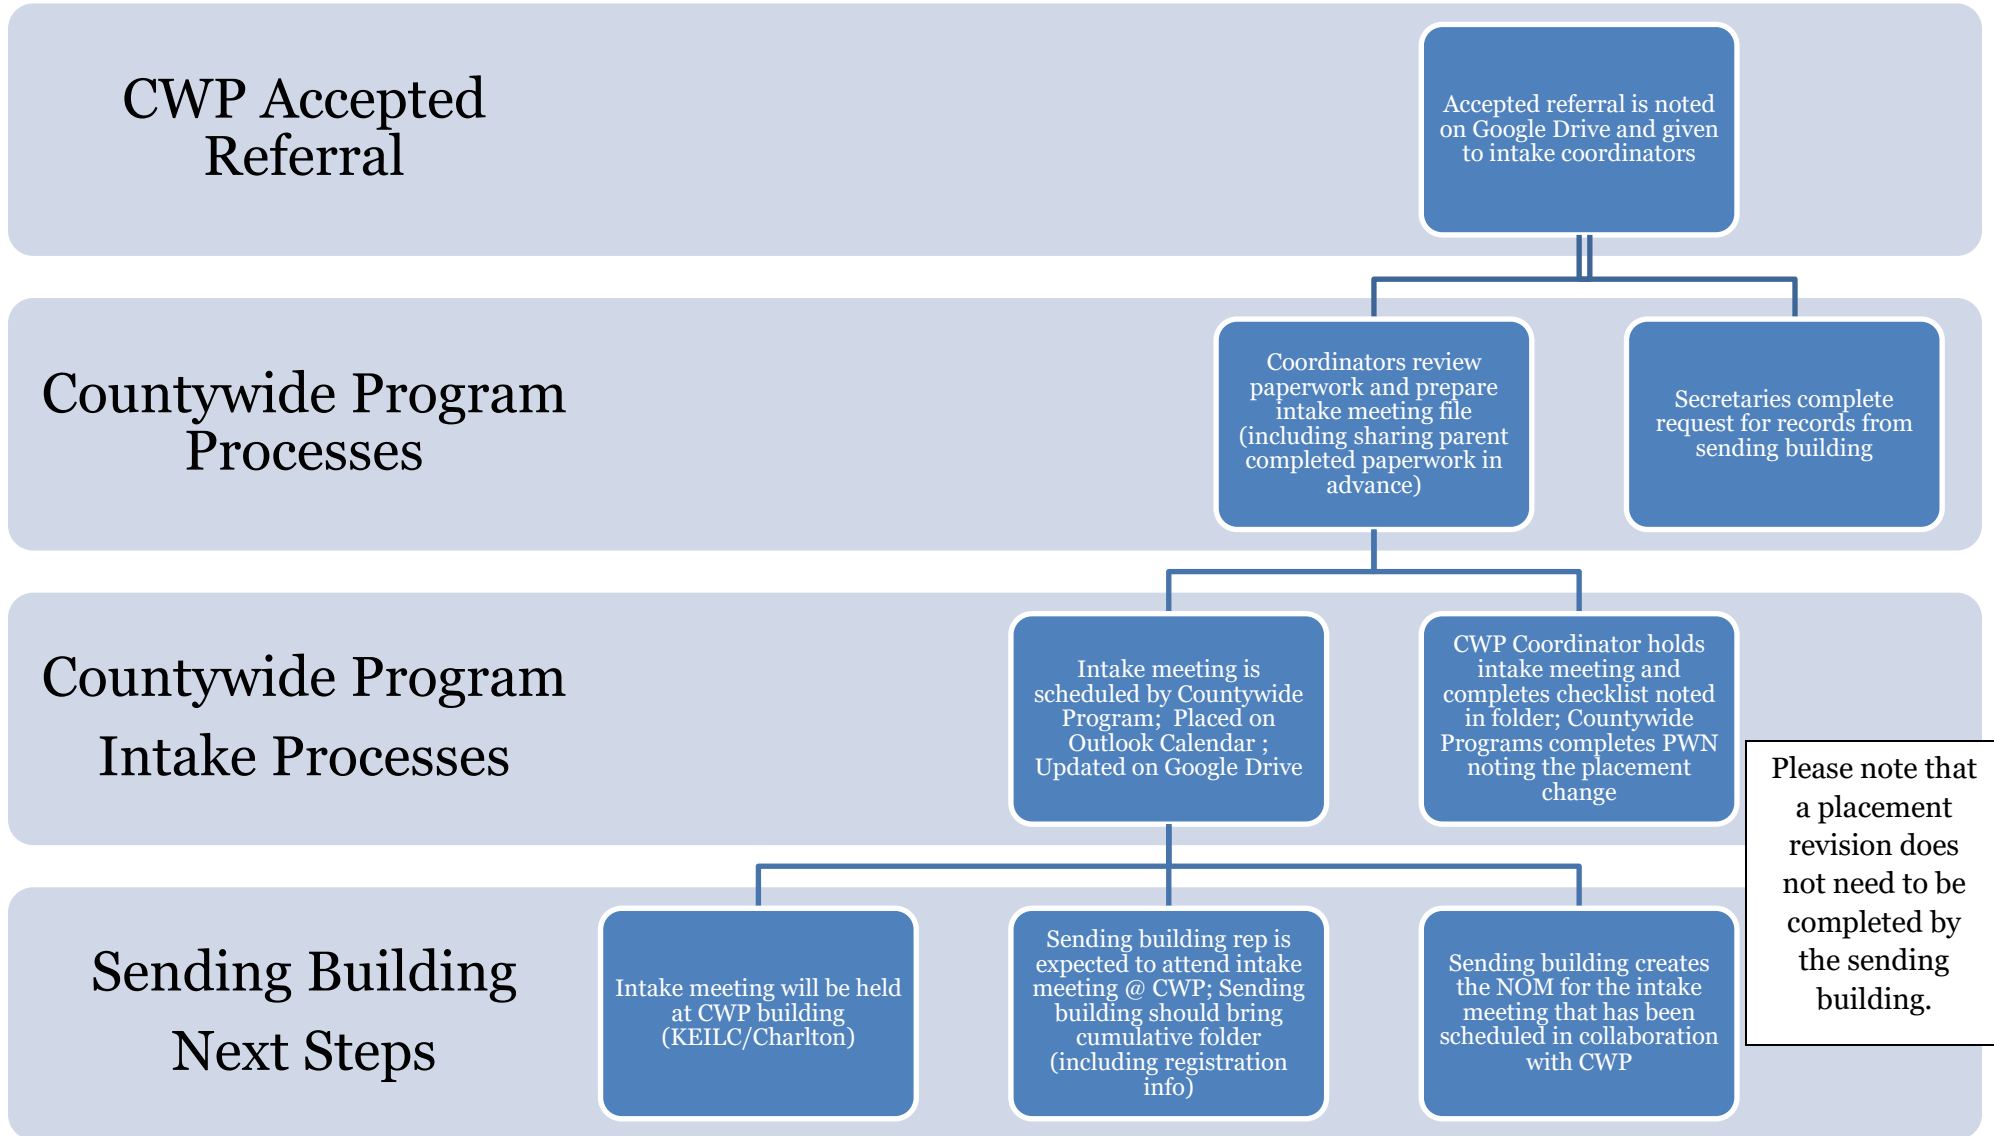 CWP Accepted
Referral
Accepted referral is noted
on Google Drive and given
to intake coordinators
Countywide Program
Processes
Coordinators review
paperwork and prepare
intake meeting file
(including sharing parent
completed paperwork in
advance)
Secretaries complete
request for records from
sending building
Countywide Program
Intake Processes
Intake meeting is
scheduled by Countywide
Program;  Placed on
Outlook Calendar ;
Updated on Google Drive
CWP Coordinator holds
intake meeting and
completes checklist noted
in folder; Countywide
Programs completes PWN
noting the placement
change
Please note that
a placement
revision does
not need to be
completed by
the sending
building.
Sending Building
Next Steps
Intake meeting will be held
at CWP building
(KEILC/Charlton)
Sending building rep is
expected to attend intake
meeting @ CWP; Sending
building should bring
cumulative folder
(including registration
info)
Sending building creates
the NOM for the intake
meeting that has been
scheduled in collaboration
with CWP